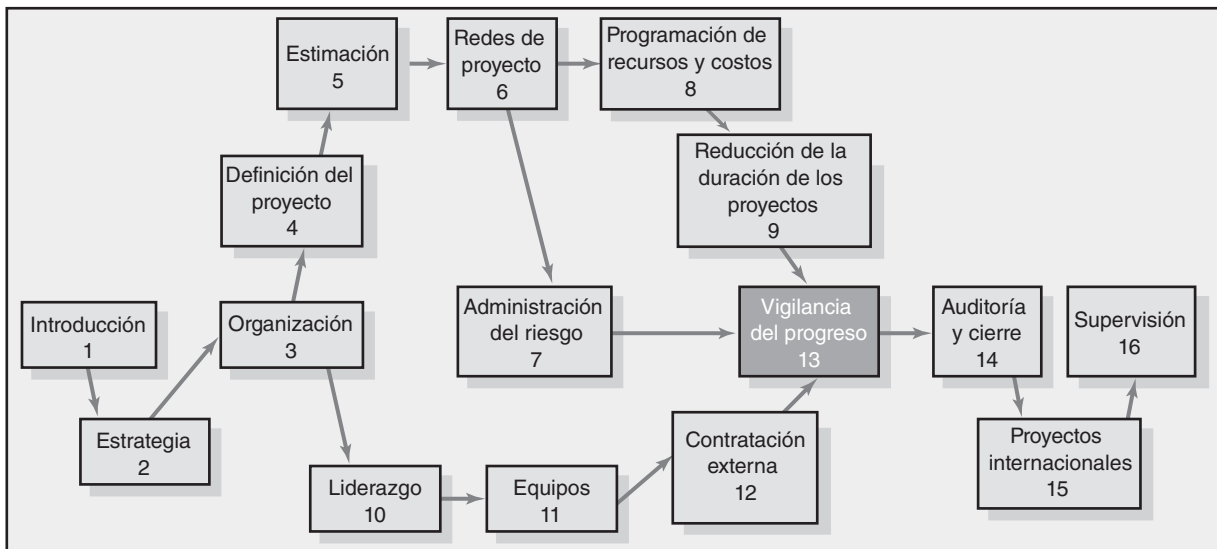 Introducción
1
Estrategia
2
Organización
3
Definición del
proyecto
4
Estimación
5
Redes de
proyecto
6
Administración
del riesgo
7
Programación de
recursos y costos
8
Reducción de la
duración de los
proyectos
9
Liderazgo
10
Equipos
11
Contratación
externa
12
Vigilancia
del progreso
13
Auditoría
y cierre
14
Proyectos
internacionales
15
Supervisión
16